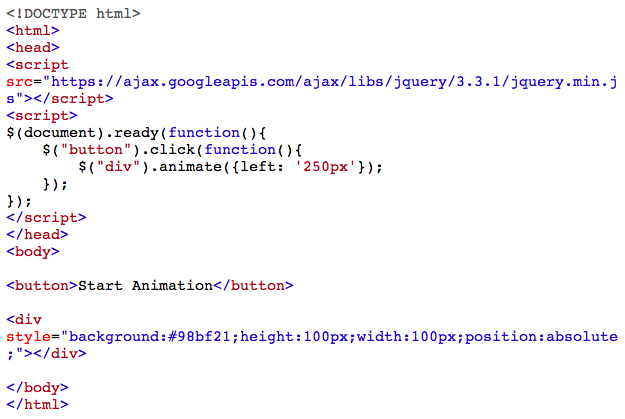 <!DOCTYPE html>
<html>
<head>
<script
src="https://ajax.googleapis.com/ajax/libs/jquery/3.3.1/jquery.min.j
s"></script>
<script>
$(document).ready(function(){
    $("button").click(function(){
        $("div").animate({left: '250px'});
    });
});
</script>
</head>
<body>

<button>Start Animation</button>

<div
style="background:#98bf21;height:100px;width:100px;position:absolute
;"></div>

</body>
</html>